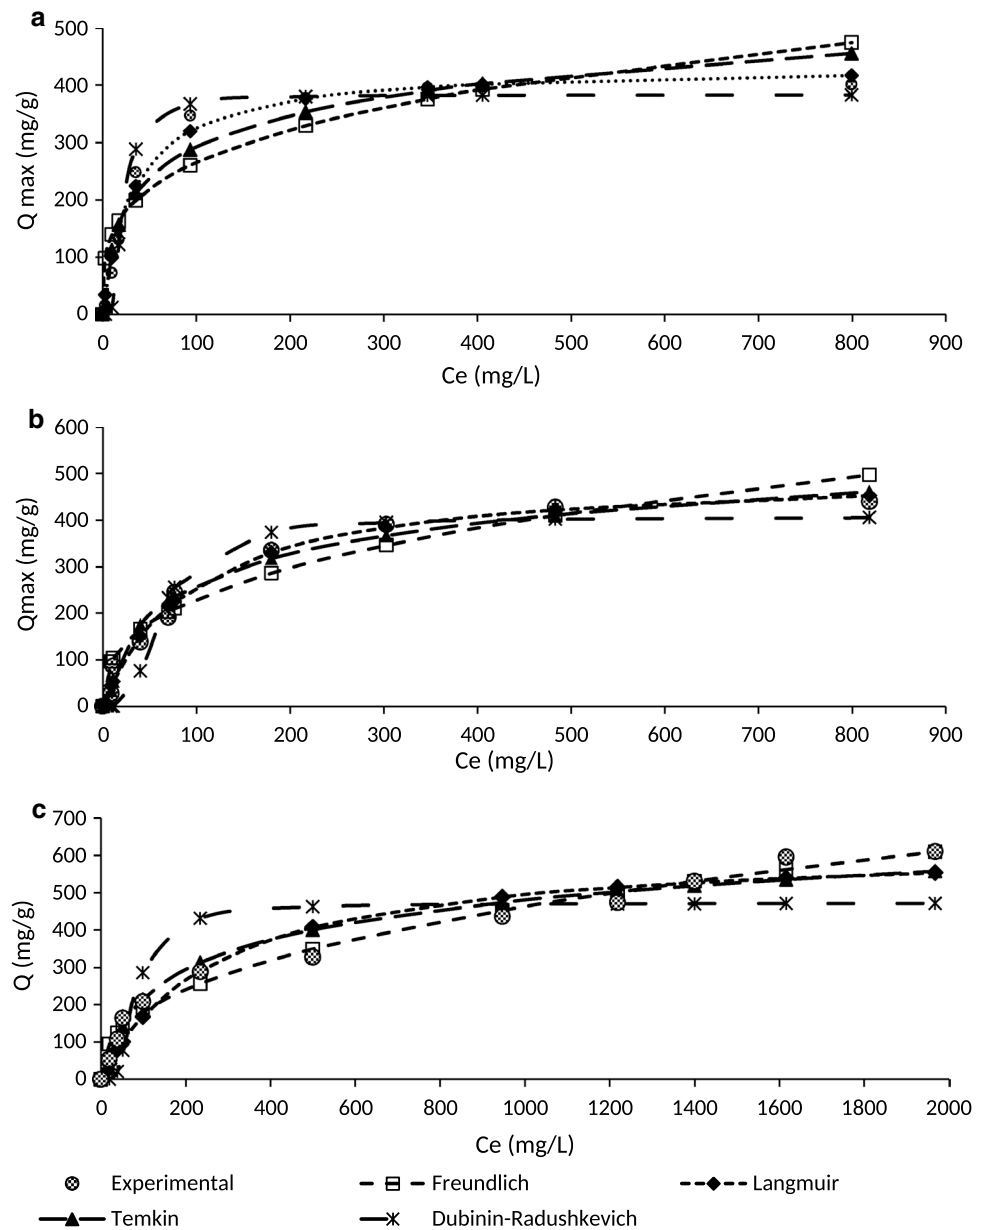 a
500
400
300
200
100
0
Q max (mg/g)
0 100 200 300 400 500 600 700 800 900
Ce (mg/L)
b
600
500
400
300
200
100
0
Qmax (mg/g)
0 100 200 300 400 500 600 700 800 900
Ce (mg/L)
c
700
600
500
400
300
200
100
0
Q (mg/g)
0 200 400 600 800 1000 1200 1400 1600 1800 2000
Ce (mg/L)
Experimental Freundlich Langmuir
Temkin Dubinin-Radushkevich